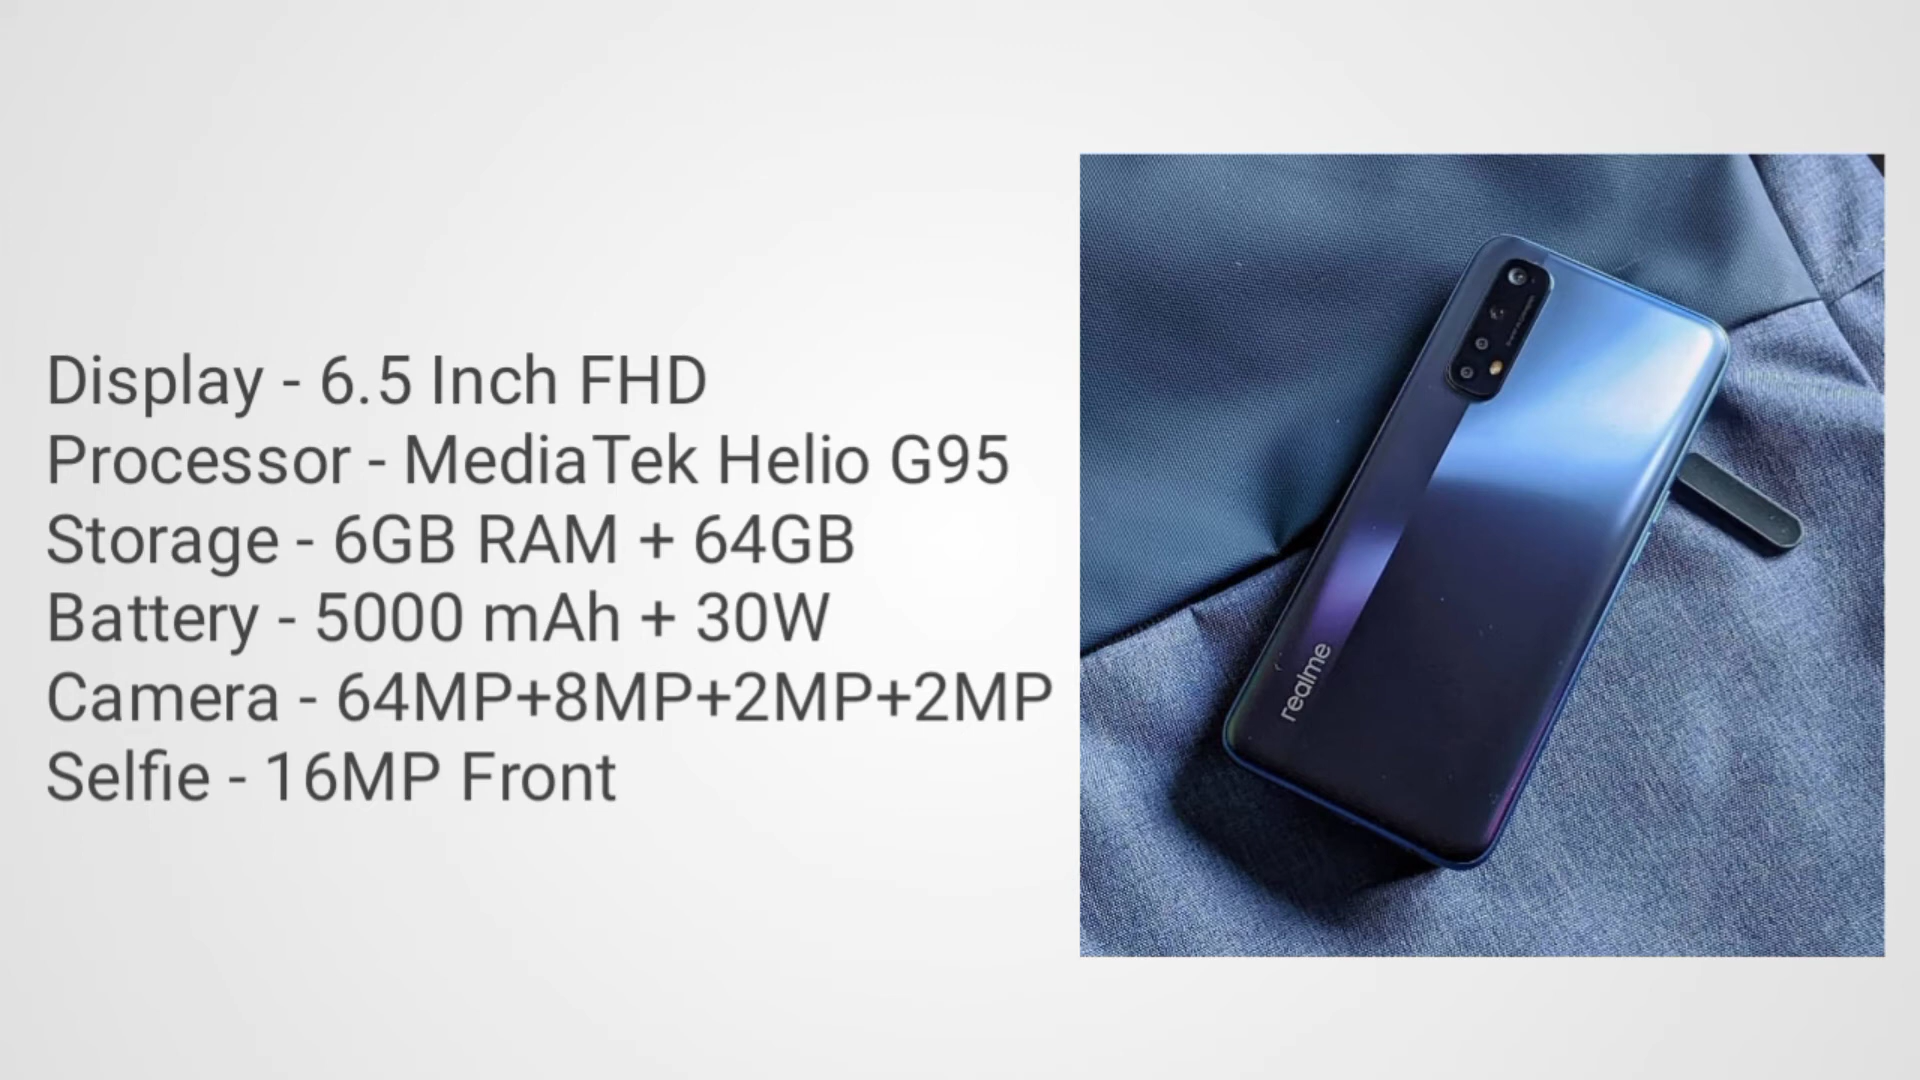 Display - 6.5 Inch FHD
Processor - MediaTek Helio G95
Storage - 6GB RAM + 64GB
Battery - 5000 mAh + 30W
Camera - 64MP+8MP+2MP+2MP
Selfie - 16MP Front
realme